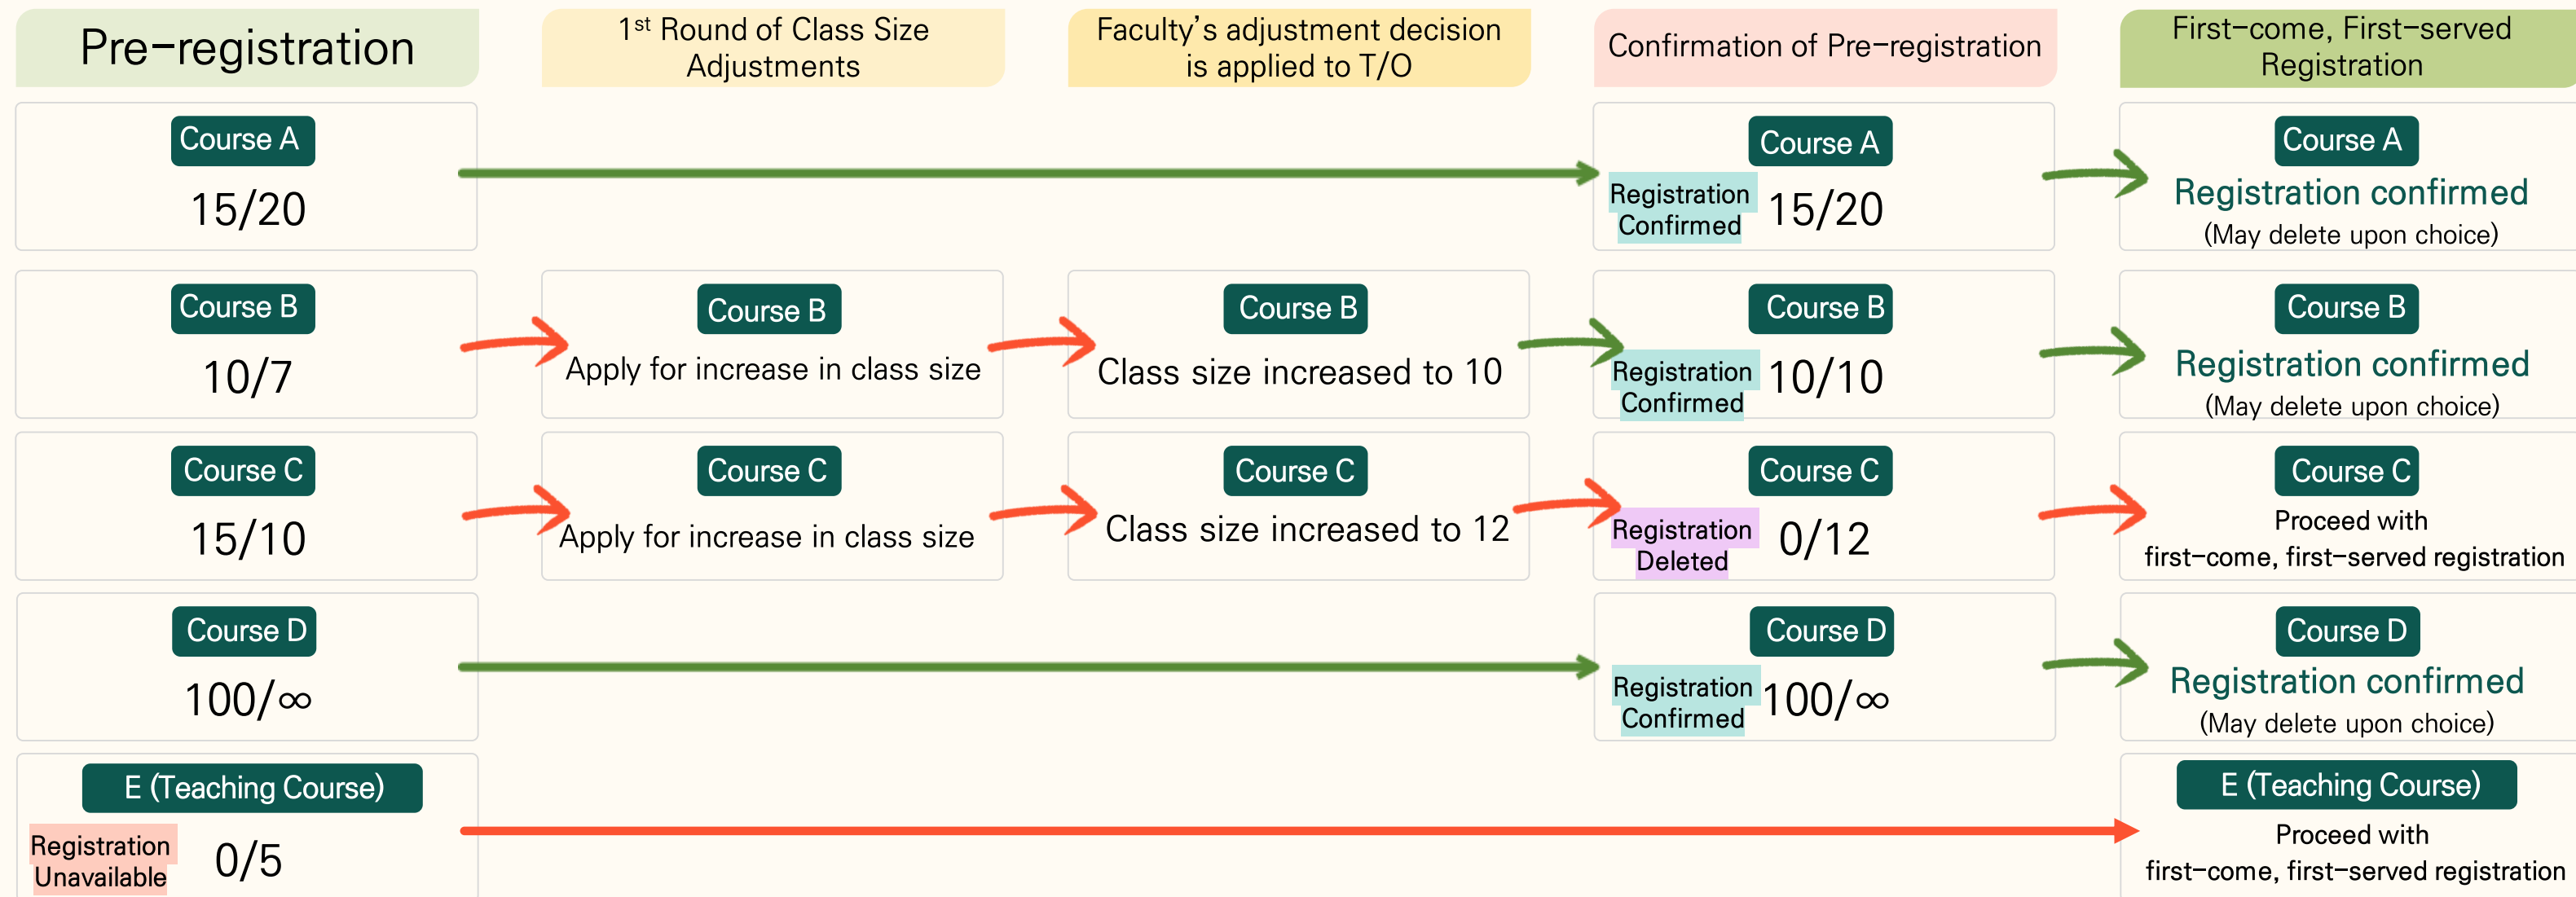 Pre-registration
1st Round of Class Size
Adjustments
Faculty's adjustment decision
is applied to T/O
Confirmation of Pre-registration
First-come, First-served
Registration
Course A
15/20
Course A
Registration
Confirmed
15/20
Course A
Registration confirmed
(May delete upon choice)
Course B
10/7
Course B
Apply for increase in class size
Course B
Class size increased to 10
Course B
Registration
Confirmed
10/10
Course B
Registration confirmed
(May delete upon choice)
Course C
15/10
Course C
Apply for increase in class size
Course C
Class size increased to 12
Course C
Registration
Deleted
0/12
Course C
Proceed with
first-come, first-served registration
Course D
100/∞
Course D
Registration
Confirmed
100/∞
Course D
Registration confirmed
(May delete upon choice)
E (Teaching Course)
Registration
Unavailable
0/5
E (Teaching Course)
Proceed with
first-come, first-served registration